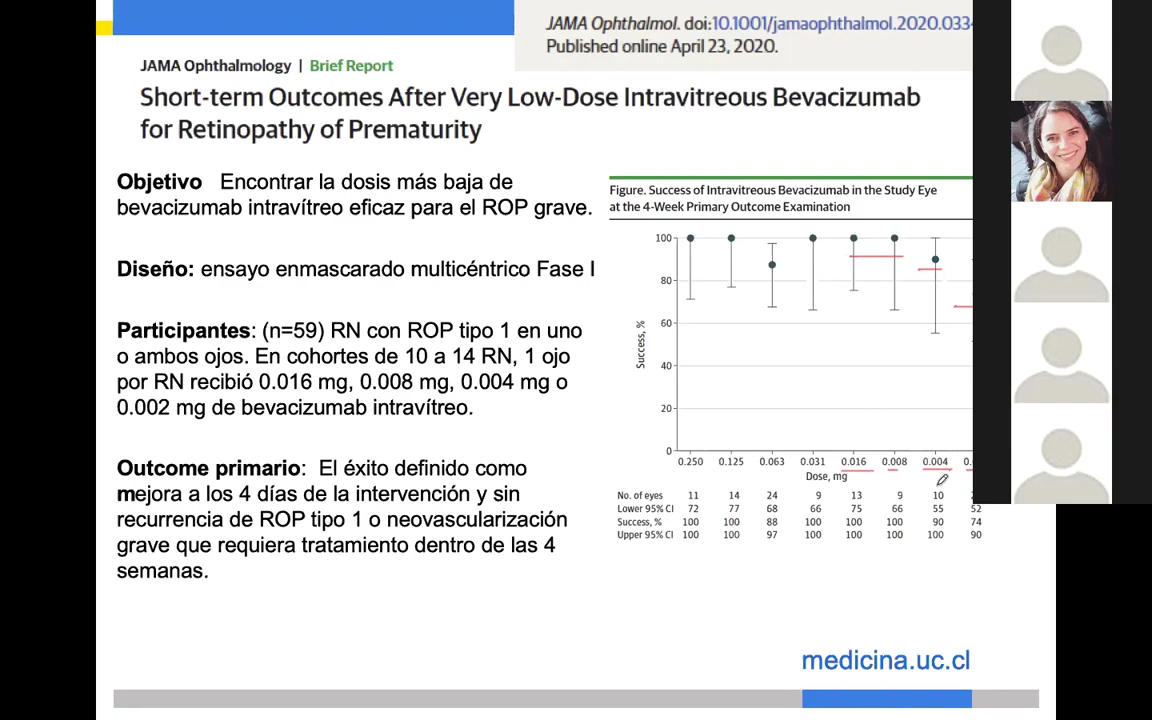 JAMA Ophthalmol. doi:10.1001/jamaophthalmol.2020.033
Published online April 23, 2020.
JAMA Ophthalmology | Brief Report
Short-term Outcomes After Very Low-Dose Intravitreous Bevacizumab
for Retinopathy of Prematurity
Objetivo Encontrar la dosis más baja de
bevacizumab intravítreo eficaz para el ROP grave.
Diseño: ensayo enmascarado multicéntrico Fase I
Participantes: (n=59) RN con ROP tipo 1 en uno
o ambos ojos. En cohortes de 10 a 14 RN, 1 ojo
por RN recibió 0.016 mg, 0.008 mg, 0.004 mg o
0.002 mg de bevacizumab intravítreo.
Outcome primario: El éxito definido como
mejora a los 4 días de la intervención y sin
recurrencia de ROP tipo 1 o neovascularización
grave que requiera tratamiento dentro de las 4
semanas.
Figure. Success of Intravitreous Bevacizumab in the Study Eye
at the 4-Week Primary Outcome Examination
100
80
60
40
20
0
Success, %
0.250 0.125 0.063 0.031 0.016 0.008 0.004 0.
Dose, mg
No. of eyes 11 14 24 9 13 9 10
Lower 95% CI 72 77 68 66 75 66 55 52
Success, % 100 100 88 100 100 100 90 74
Upper 95% CI 100 100 97 100 100 100 100 90
medicina.uc.cl